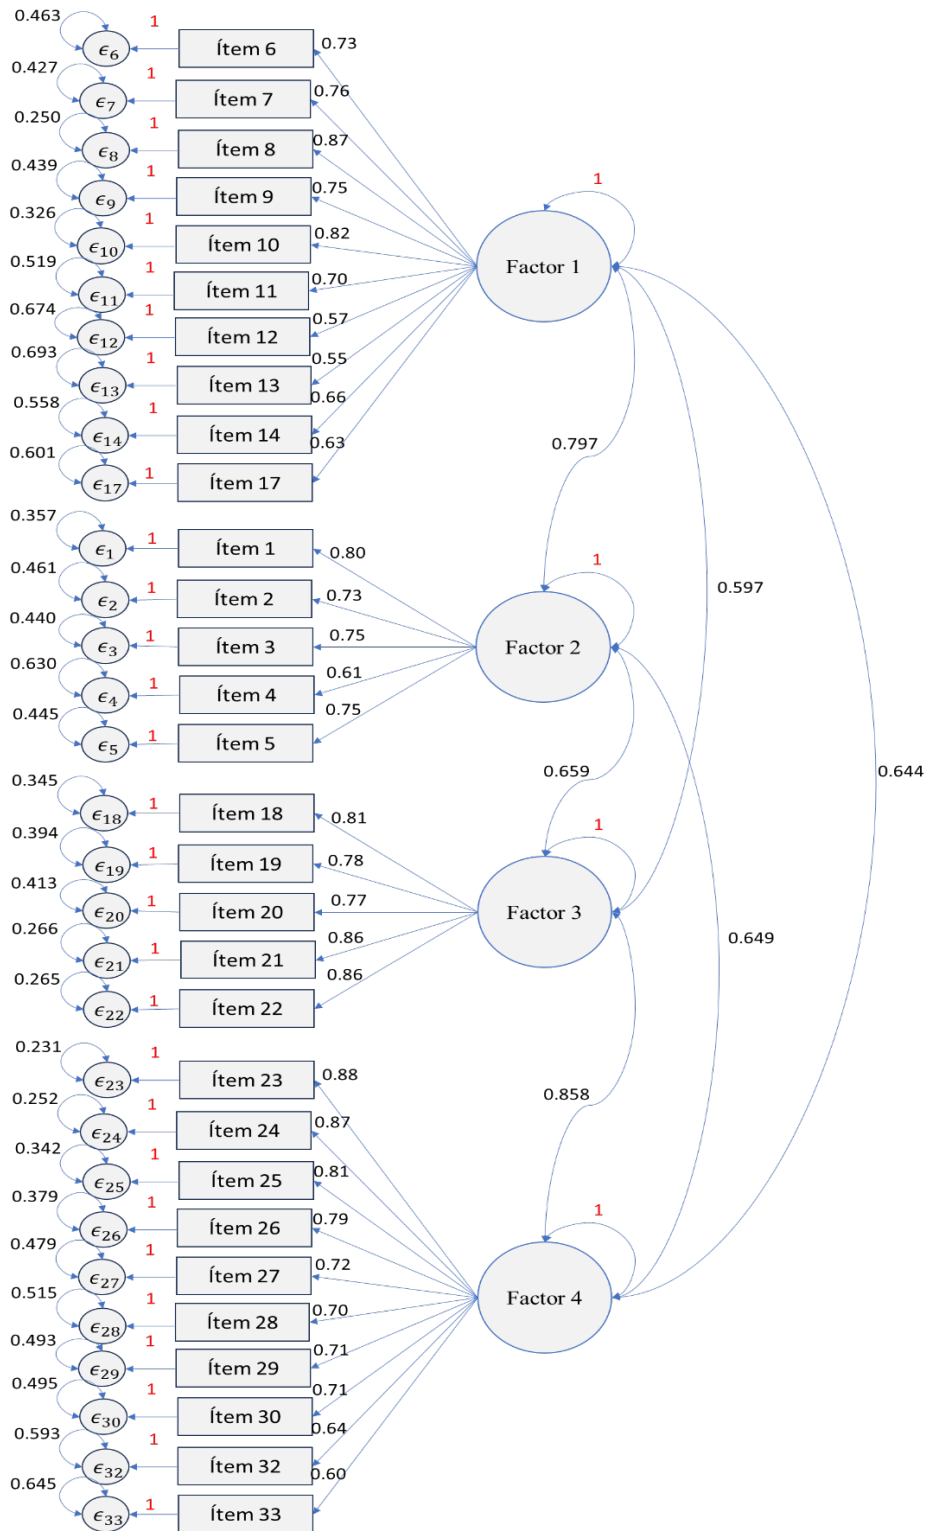 0.463 1 ϵ6 Ítem 6 0.73
0.427 1 ϵ7 Ítem 7 0.76
0.250 1 ϵ8 Ítem 8 0.87
0.439 1 ϵ9 Ítem 9 0.75
0.326 1 ϵ10 Ítem 10 0.82
0.519 1 ϵ11 Ítem 11 0.70
0.674 1 ϵ12 Ítem 12 0.57
0.693 1 ϵ13 Ítem 13 0.55
0.558 1 ϵ14 Ítem 14 0.66
0.601 1 ϵ17 Ítem 17 0.63
1
Factor 1
0.797
0.357 1 ϵ1 Ítem 1 0.80
0.461 1 ϵ2 Ítem 2 0.73
0.440 1 ϵ3 Ítem 3 0.75
0.630 1 ϵ4 Ítem 4 0.61
0.445 1 ϵ5 Ítem 5 0.75
1
Factor 2
0.597
0.659
0.644
0.345 1 ϵ18 Ítem 18 0.81
0.394 1 ϵ19 Ítem 19 0.78
0.413 1 ϵ20 Ítem 20 0.77
0.266 1 ϵ21 Ítem 21 0.86
0.265 1 ϵ22 Ítem 22 0.86
1
Factor 3
0.649
0.858
0.231 1 ϵ23 Ítem 23 0.88
0.252 1 ϵ24 Ítem 24 0.87
0.342 1 ϵ25 Ítem 25 0.81
0.379 1 ϵ26 Ítem 26 0.79
0.479 1 ϵ27 Ítem 27 0.72
0.515 1 ϵ28 Ítem 28 0.70
0.493 1 ϵ29 Ítem 29 0.71
0.495 1 ϵ30 Ítem 30 0.71
0.593 1 ϵ32 Ítem 32 0.64
0.645 1 ϵ33 Ítem 33 0.60
1
Factor 4